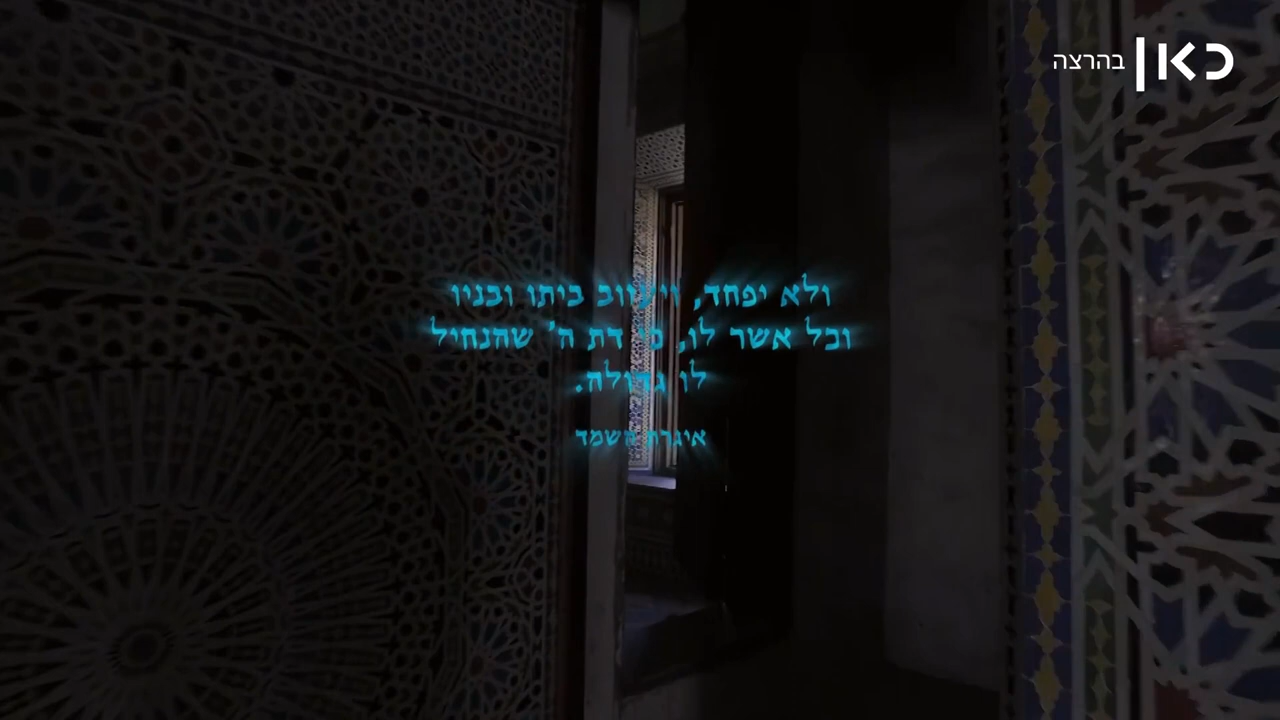 כאן בהרצה
ולא יפחד, ויעזוב ביתו ובניו
וכל אשר לו, כי דת ה' שהנחיל
לו גדולה.
איגרת השמד